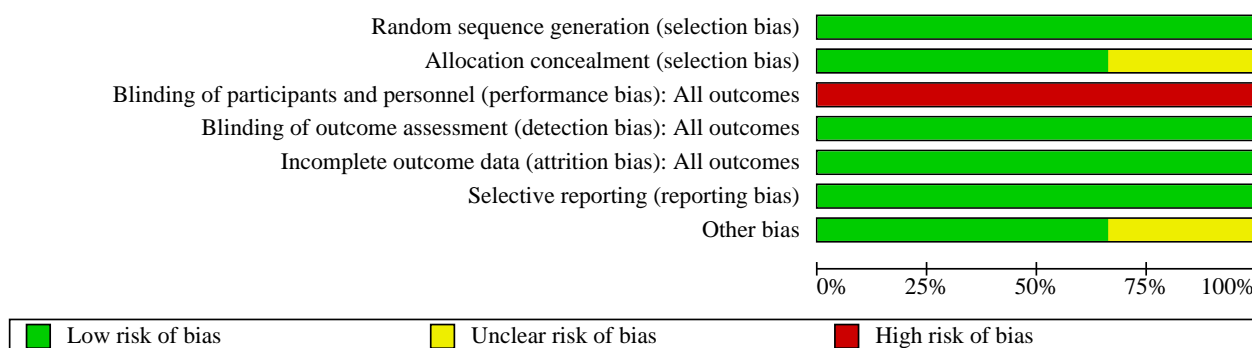 Random sequence generation (selection bias)
Allocation concealment (selection bias)
Blinding of participants and personnel (performance bias): All outcomes
Blinding of outcome assessment (detection bias): All outcomes
Incomplete outcome data (attrition bias): All outcomes
Selective reporting (reporting bias)
Other bias
0% 25% 50% 75% 100%
Low risk of bias Unclear risk of bias High risk of bias